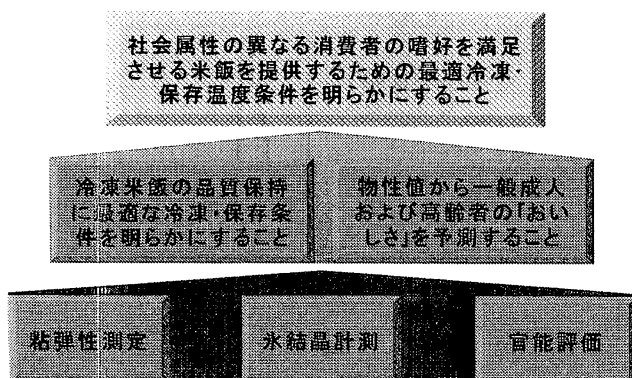 社会属性の異なる消費者の嗜好を満足
させる米飯を提供するための最適冷凍・
保存温度条件を明らかにすること
冷凍米飯の品質保持
に最適な冷凍・保存条
件を明らかにすること
物性値から一般成人
および高齢者の「おい
しさ」を予測すること
粘弾性測定
氷結晶計測
官能評価